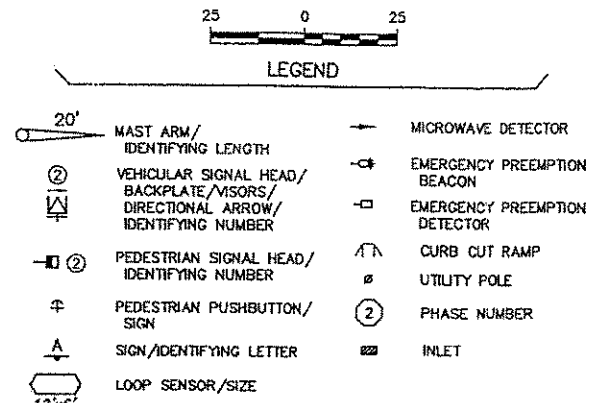 25 0 25
LEGEND
20'
MAST ARM/
IDENTIFYING LENGTH
②
VEHICULAR SIGNAL HEAD/
BACKPLATE/VISORS/
DIRECTIONAL ARROW/
IDENTIFYING NUMBER
②
PEDESTRIAN SIGNAL HEAD/
IDENTIFYING NUMBER
PEDESTRIAN PUSHBUTTON/
SIGN
A
SIGN/IDENTIFYING LETTER
LOOP SENSOR/SIZE
MICROWAVE DETECTOR
EMERGENCY PREEMPTION
BEACON
EMERGENCY PREEMPTION
DETECTOR
CURB CUT RAMP
UTILITY POLE
2
PHASE NUMBER
INLET